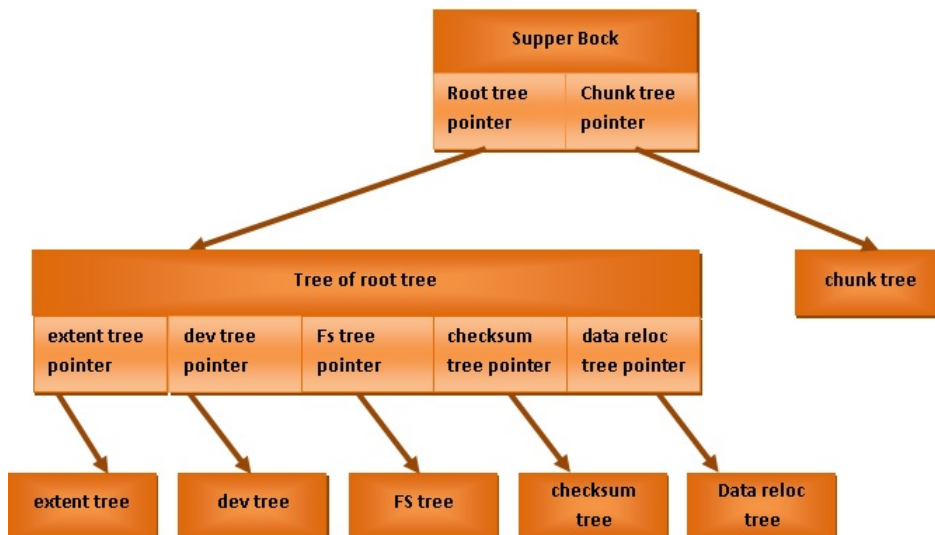 Supper Bock
Root tree
pointer
Chunk tree
pointer
Tree of root tree
chunk tree
extent tree
pointer
dev tree
pointer
Fs tree
pointer
checksum
tree pointer
data reloc
tree pointer
extent tree
dev tree
FS tree
checksum
tree
Data reloc
tree